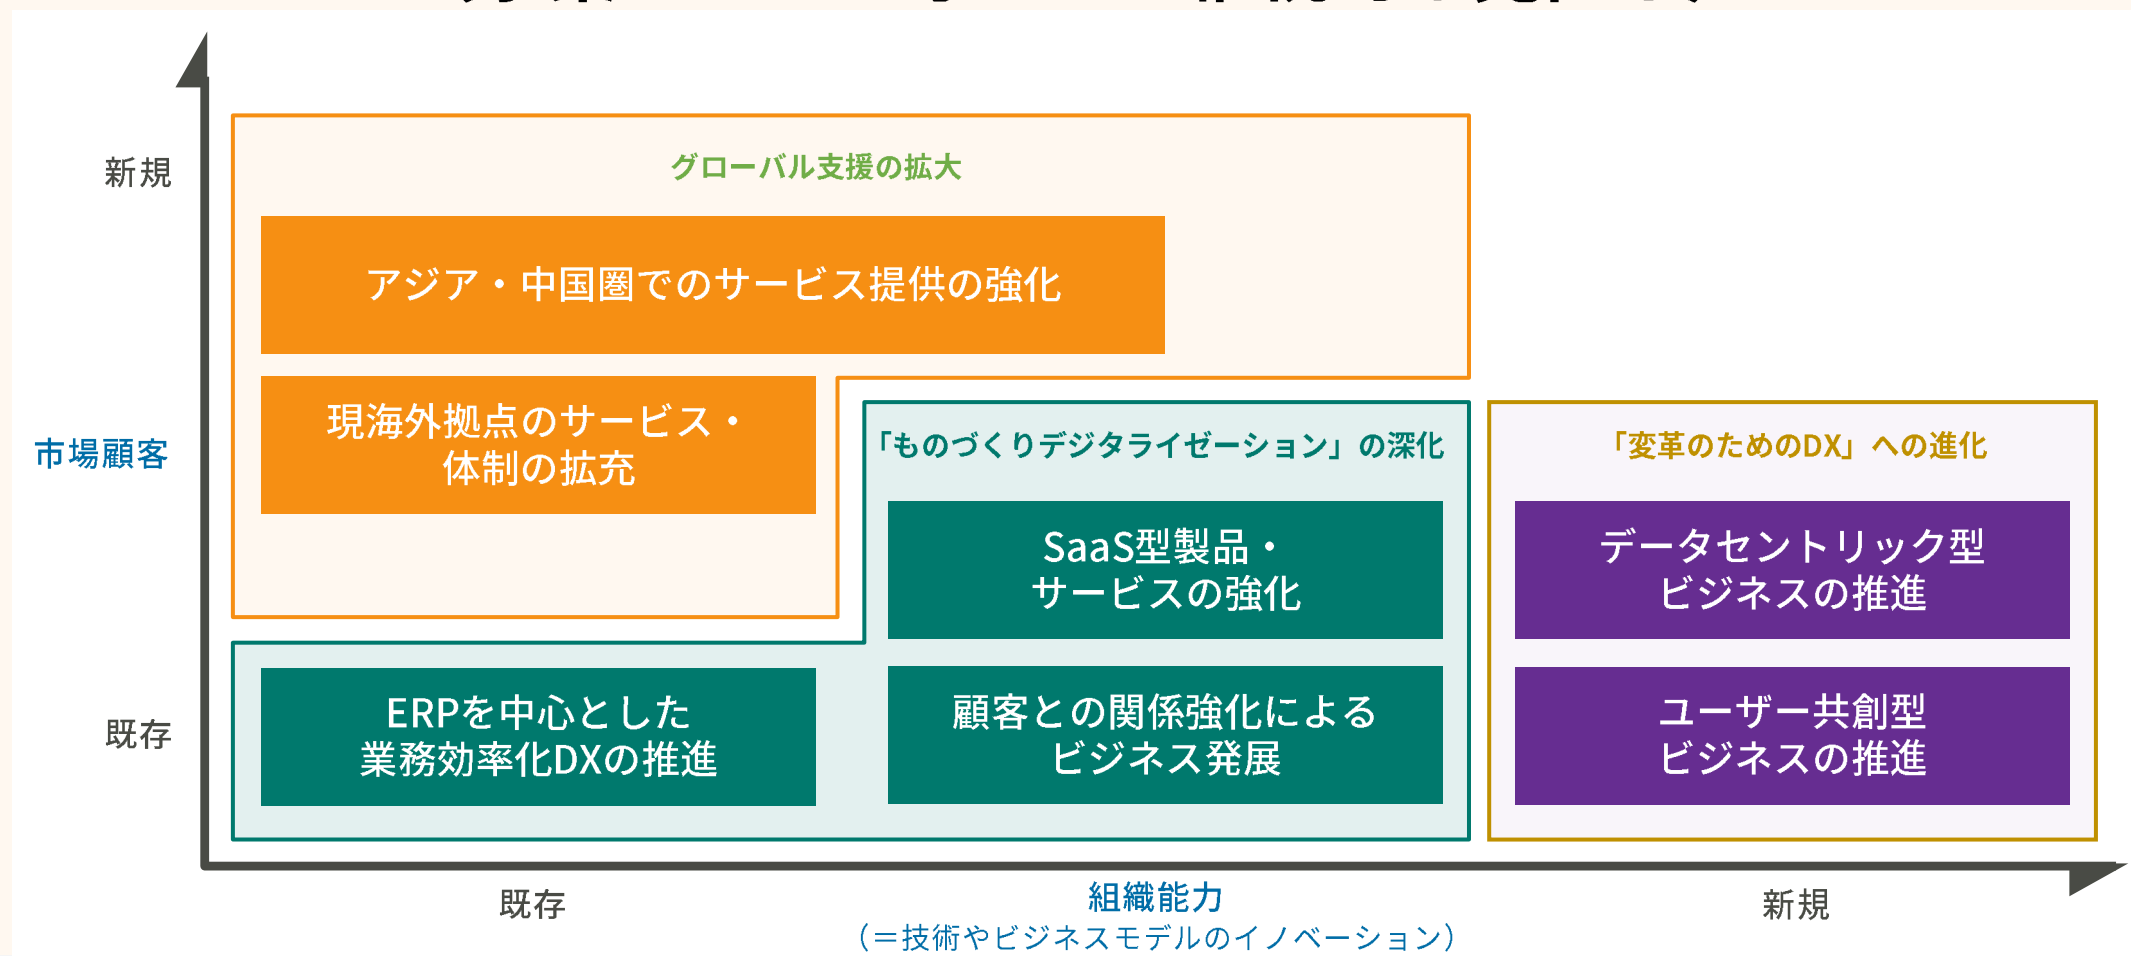 新規
グローバル支援の拡大
アジア・中国圏でのサービス提供の強化
現海外拠点のサービス・
体制の拡充
市場顧客
「ものづくりデジタライゼーション」の深化
「変革のためのDX」への進化
SaaS型製品・
サービスの強化
データセントリック型
ビジネスの推進
既存
ERPを中心とした
業務効率化DXの推進
顧客との関係強化による
ビジネス発展
ユーザー共創型
ビジネスの推進
既存
組織能力
（＝技術やビジネスモデルのイノベーション）
新規